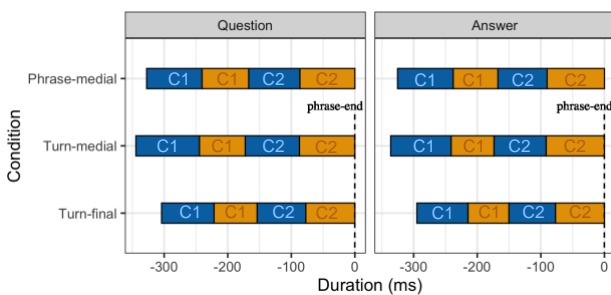 Question
Answer
Phrase-medial
C1 C1 C2 C2
C1 C1 C2 C2
phrase-end
phrase-end
Turn-medial
C1 C1 C2 C2
C1 C1 C2 C2
Turn-final
C1 C1 C2 C2
C1 C1 C2 C2
Condition
-300 -200 -100 0
-300 -200 -100 0
Duration (ms)